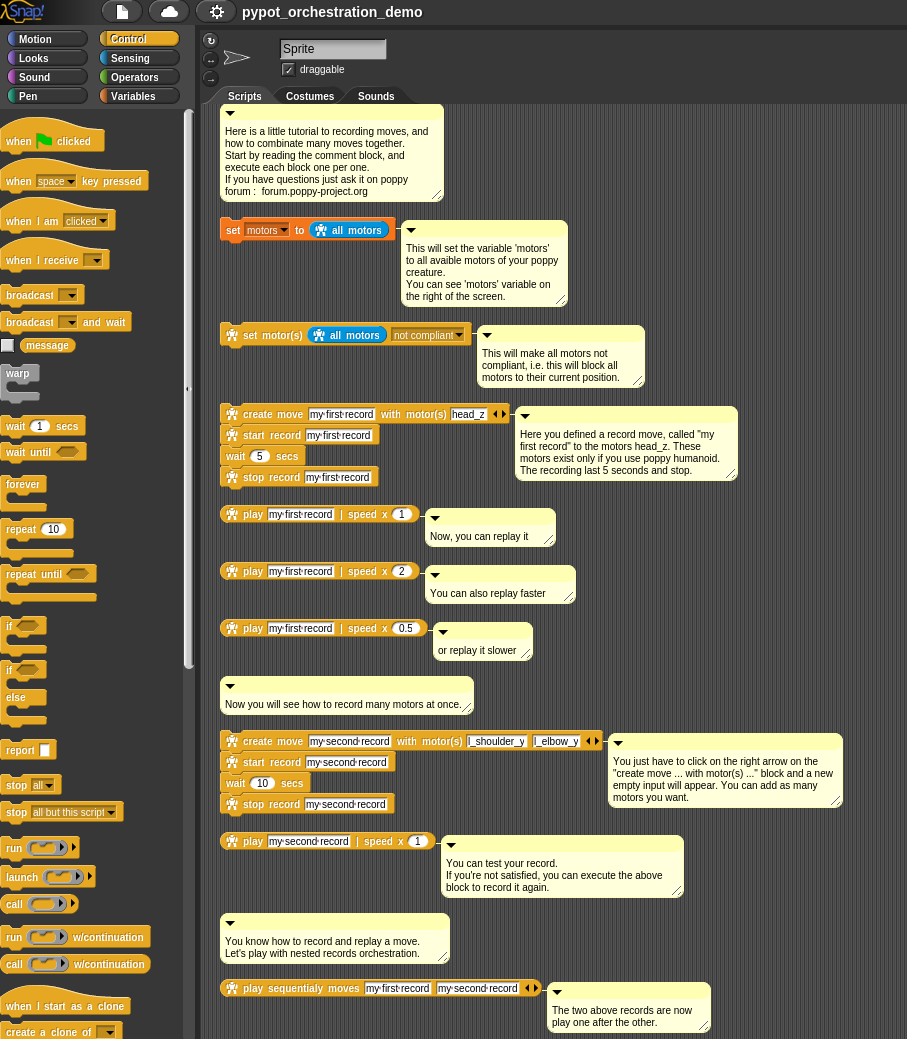 Snap!
pypot_orchestration_demo
Motion
Control
Looks
Sensing
Sound
Operators
Pen
Variables
Sprite
draggable
Scripts
Costumes
Sounds
when clicked
when space key pressed
when I am clicked
when I receive
broadcast
broadcast and wait
message
warp
wait 1 secs
wait until
forever
repeat 10
repeat until
if
if
else
report
stop all
stop all but this script
run
launch
call
run w/continuation
call w/continuation
when I start as a clone
create a clone of
Here is a little tutorial to recording moves, and
how to combinate many moves together.
Start by reading the comment block, and
execute each block one per one.
If you have questions just ask it on poppy
forum : forum.poppy-project.org
set motors to all motors
This will set the variable 'motors'
to all avaible motors of your poppy
creature.
You can see 'motors' variable on
the right of the screen.
set motor(s) all motors not compliant
This will make all motors not
compliant, i.e. this will block all
motors to their current position.
create move my·first·record with motor(s) head_z
start record my·first·record
wait 5 secs
stop record my·first·record
Here you defined a record move, called "my
first record" to the motors head_z. These
motors exist only if you use poppy humanoid.
The recording last 5 seconds and stop.
play my·first·record | speed x 1
Now, you can replay it
play my·first·record | speed x 2
You can also replay faster
play my·first·record | speed x 0.5
or replay it slower
Now you will see how to record many motors at once.
create move my·second·record with motor(s) l_shoulder_y l_elbow_y
start record my·second·record
wait 10 secs
stop record my·second·record
You just have to click on the right arrow on the
"create move ... with motor(s) ..." block and a new
empty input will appear. You can add as many
motors you want.
play my·second·record | speed x 1
You can test your record.
If you're not satisfied, you can execute the above
block to record it again.
You know how to record and replay a move.
Let's play with nested records orchestration.
play sequentialy moves my·first·record my·second·record
The two above records are now
play one after the other.